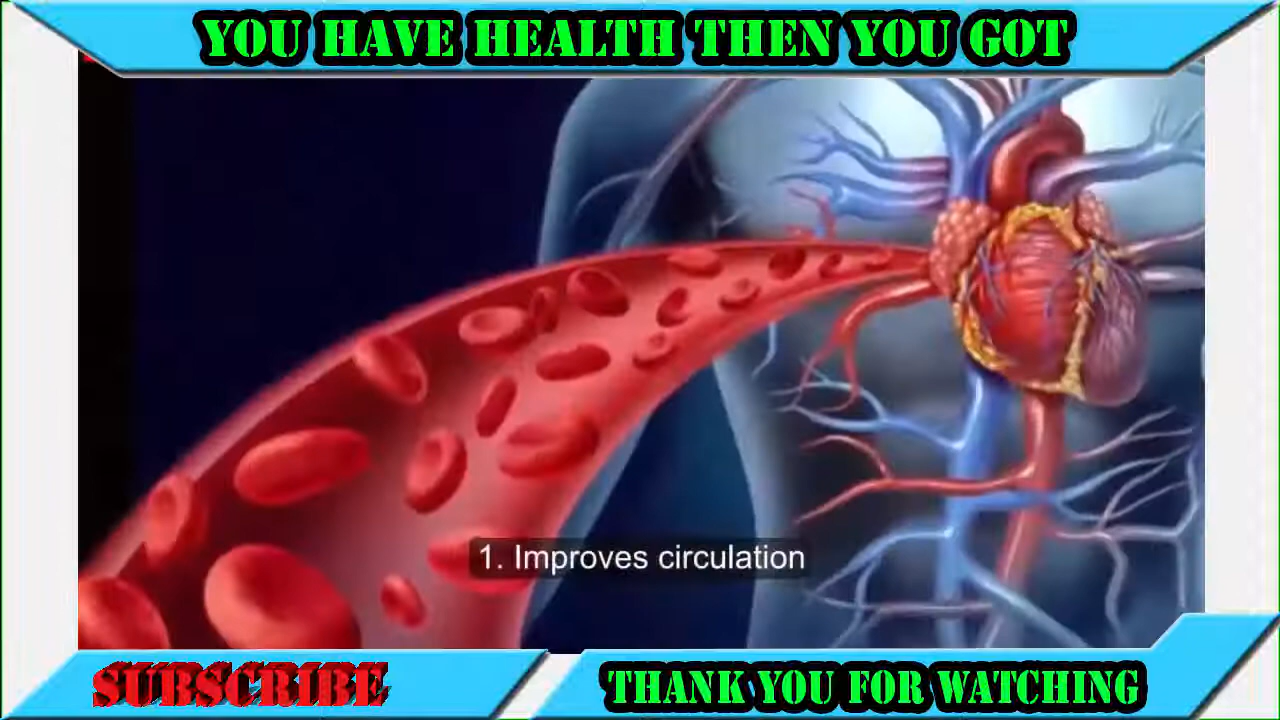 YOU HAVE HEALTH THEN YOU GOT
1. Improves circulation
SUBSCRIBE
THANK YOU FOR WATCHING